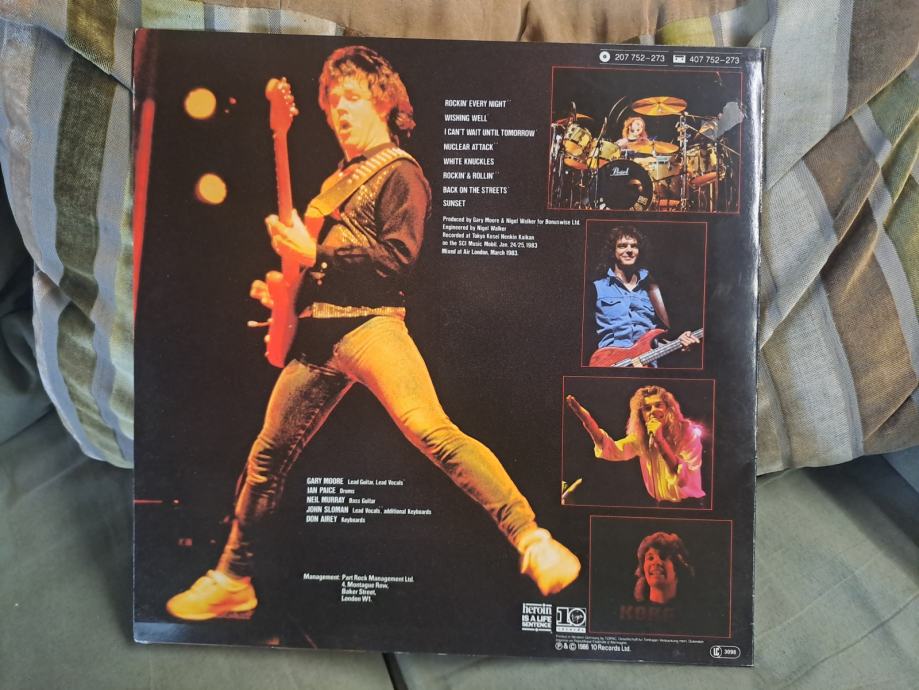 207 752-273 407 752-273
ROCKIN' EVERY NIGHT**
WISHING WELL*
I CAN'T WAIT UNTIL TOMORROW*
NUCLEAR ATTACK**
WHITE KNUCKLES
ROCKIN' & ROLLIN'**
BACK ON THE STREETS*
SUNSET
Produced by Gary Moore & Nigel Walker for Bonuswise Ltd.
Engineered by Nigel Walker
Recorded at Tokyo Kosei Nenkin Kaikan
on the SCI Music Mobil, Jan. 24/25, 1983
Mixed at Air London, March 1983.
Pearl
GARY MOORE Lead Guitar, Lead Vocals*
IAN PAICE Drums
NEIL MURRAY Bass Guitar
JOHN SLOMAN Lead Vocals, additional Keyboards
DON AIREY Keyboards
Management: Part Rock Management Ltd.
4, Montague Row,
Baker Street,
London W1.
KORG
heroin
IS A LIFE
SENTENCE
10
℗ & © 1986 10 Records Ltd.
LC 3098